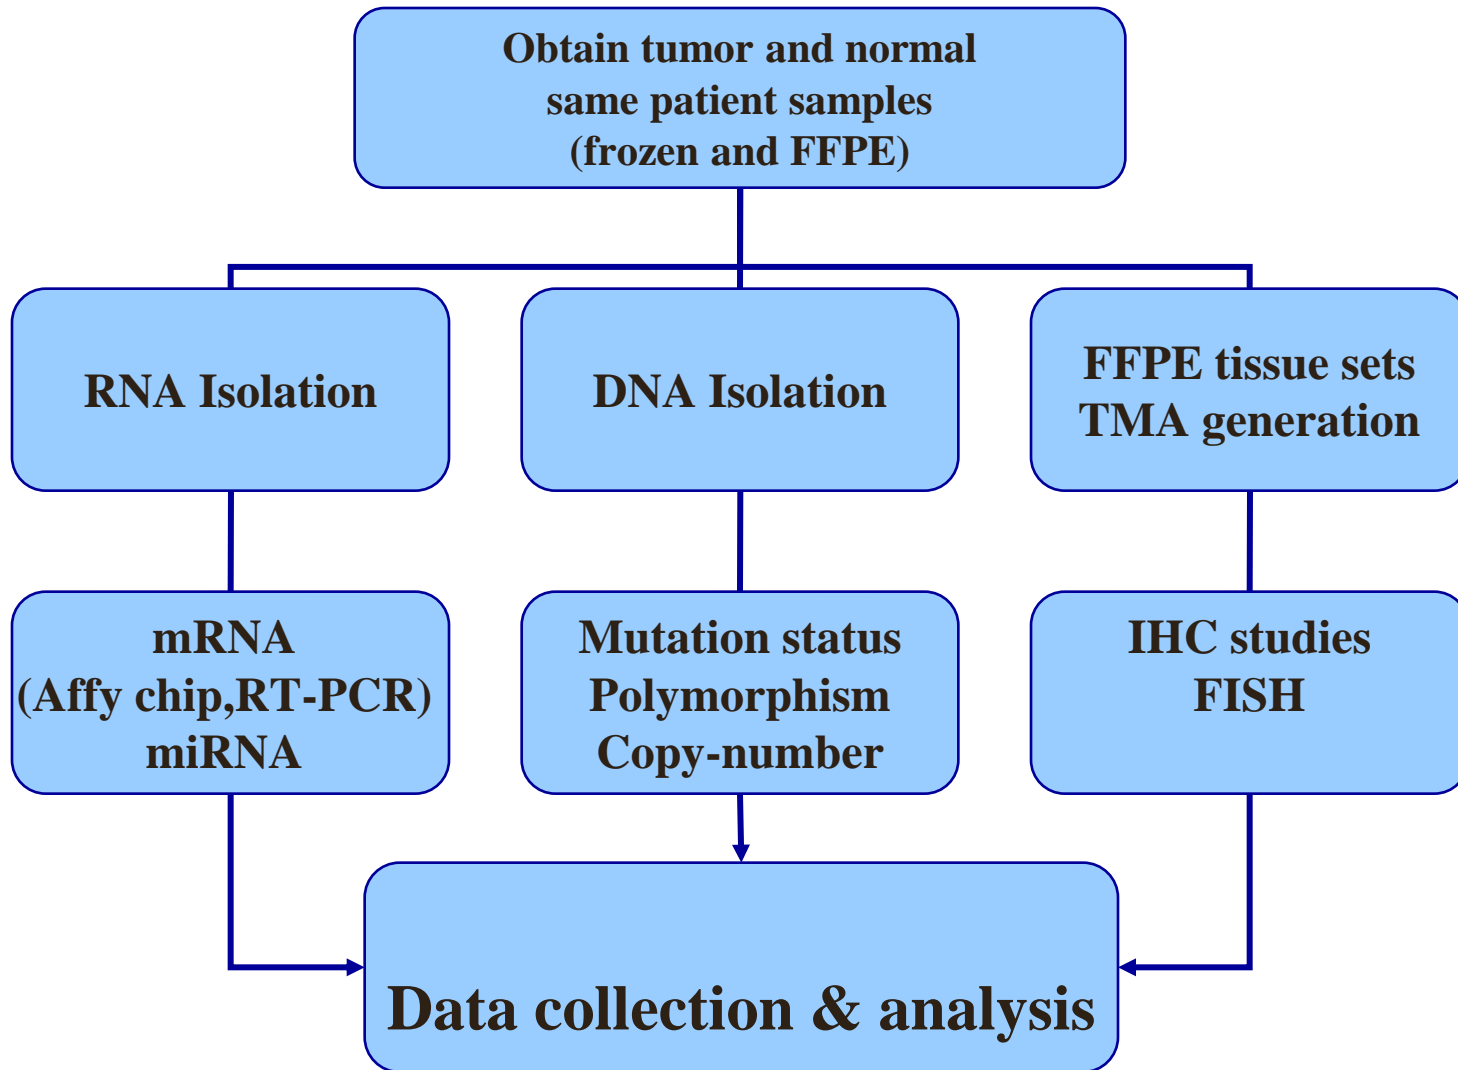 Obtain tumor and normal
same patient samples
(frozen and FFPE)
RNA Isolation
DNA Isolation
FFPE tissue sets
TMA generation
mRNA
(Affy chip,RT-PCR)
miRNA
Mutation status
Polymorphism
Copy-number
IHC studies
FISH
Data collection & analysis